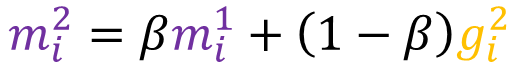 m_i^2 = βm_i^1 + (1 − β)g_i^2